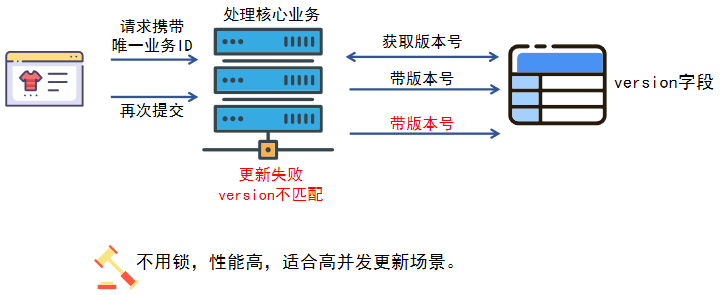 请求携带
唯一业务ID
再次提交
处理核心业务
更新失败
version不匹配
获取版本号
带版本号
带版本号
version字段
不用锁，性能高，适合高并发更新场景。